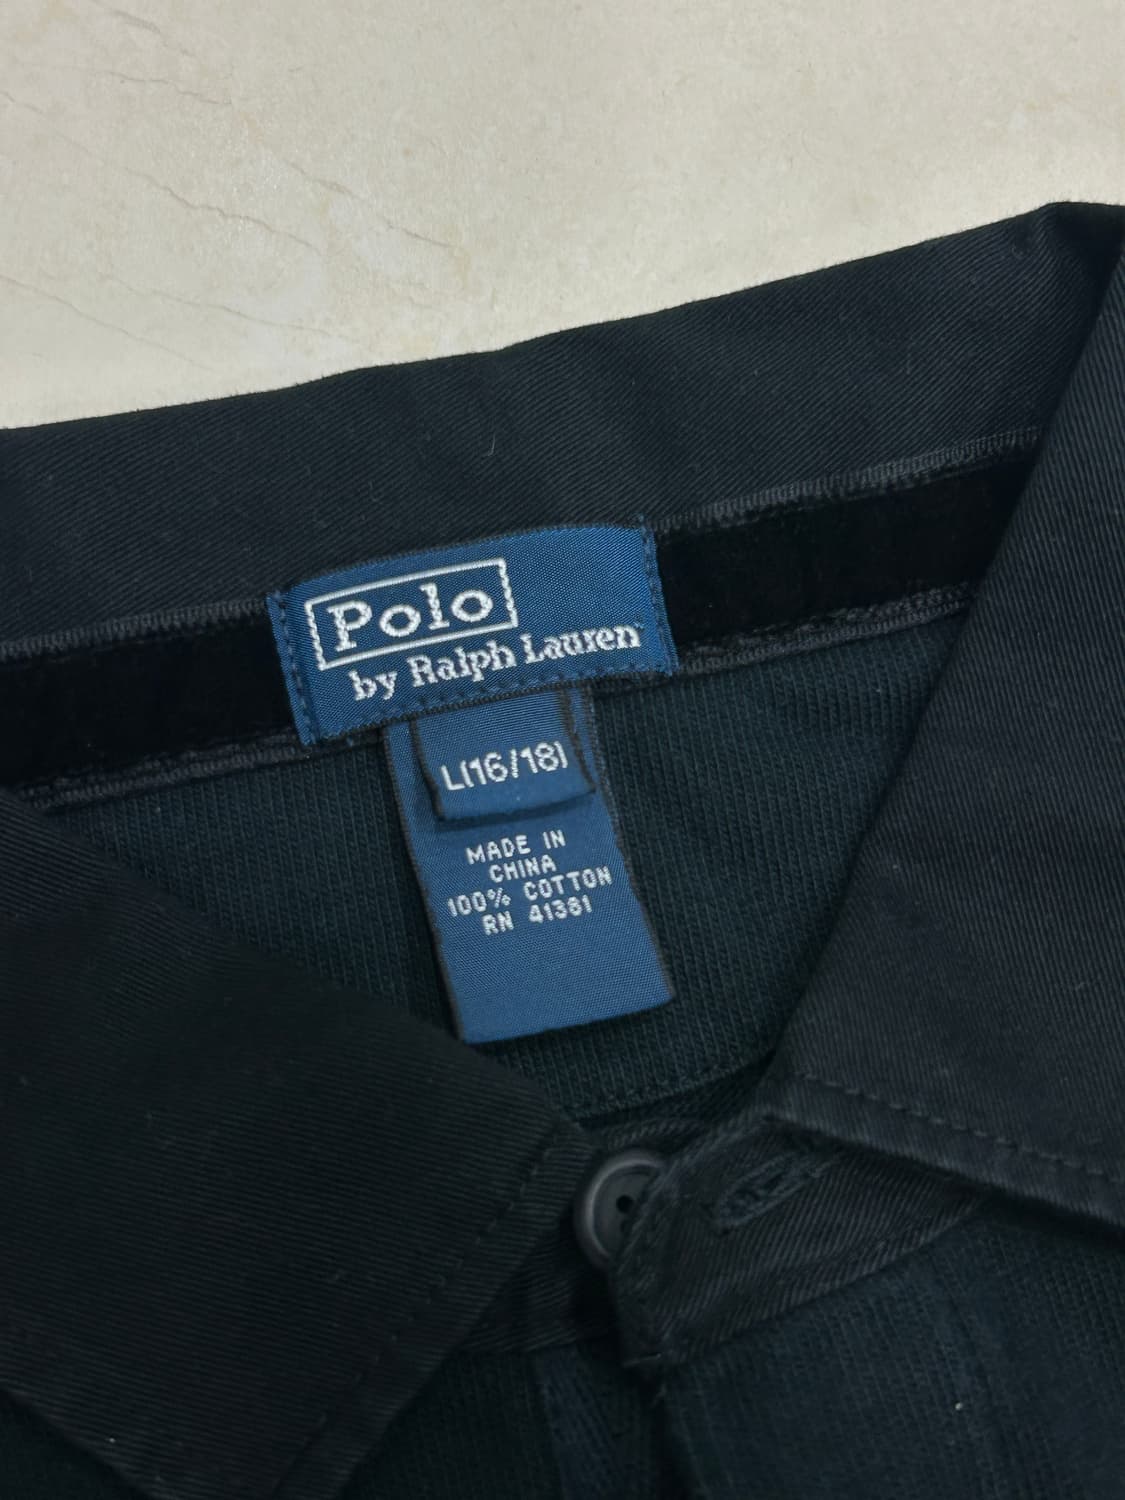 Polo
by Ralph Lauren
L(16/18)
MADE IN
CHINA
100% COTTON
RN 41381